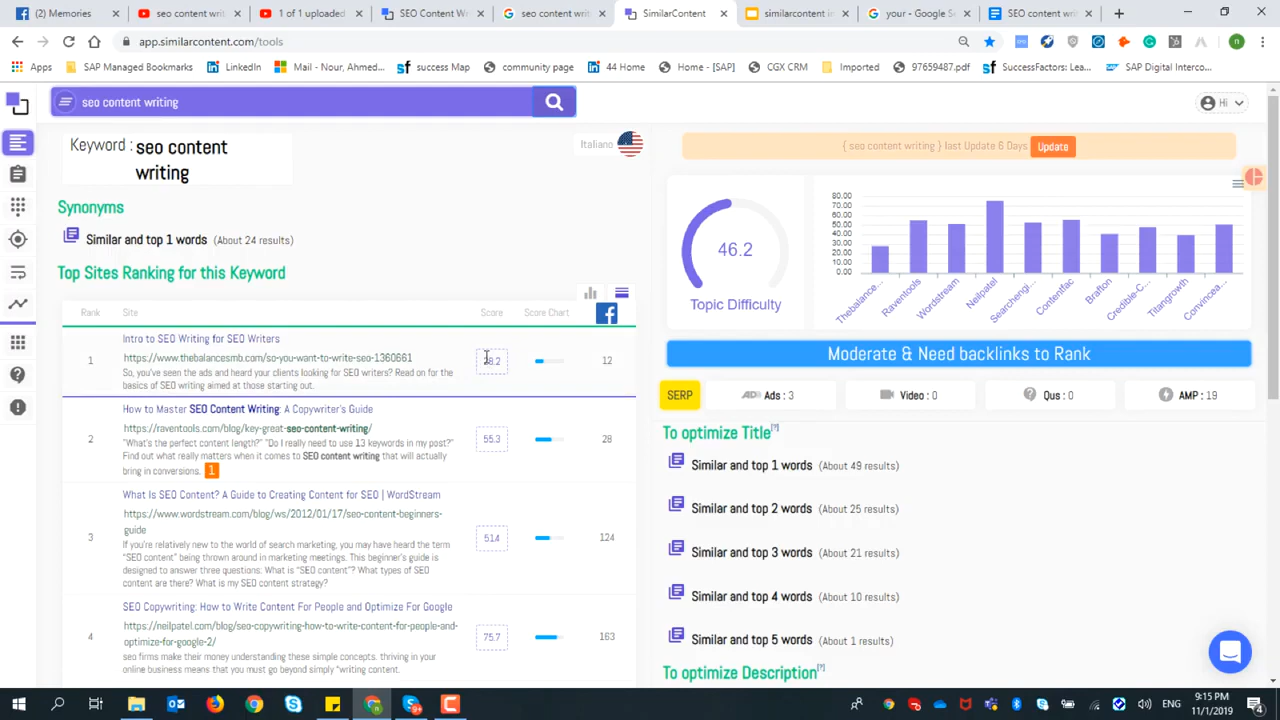 (2) Memories
1 of 1 uploaded
SEO Content Wr
seo content writ
SimilarContent
similarcontent in
your - Google Se
SEO content writ
app.similarcontent.com/tools
Apps
SAP Managed Bookmarks
LinkedIn
Mail - Nour, Ahmed...
success Map
community page
44 Home
Home - [SAP]
CGX CRM
Imported
97659487.pdf
SuccessFactors: Lea...
SAP Digital Interco...
seo content writing
Hi
Keyword : seo content writing
Italiano
{ seo content writing } last Update 6 Days. Update
Synonyms
Similar and top 1 words (About 24 results)
Top Sites Ranking for this Keyword
Rank Site Score Score Chart
Intro to SEO Writing for SEO Writers
1 https://www.thebalancesmb.com/so-you-want-to-write-seo-1360661 12
So, you've seen the ads and heard your clients looking for SEO writers? Read on for the
basics of SEO writing aimed at those starting out.
How to Master SEO Content Writing: A Copywriter's Guide
https://raventools.com/blog/key-great-seo-content-writing/
2 "What's the perfect content length?" "Do I really need to use 13 keywords in my post?" 55.3 28
Find out what really matters when it comes to SEO content writing that will actually
bring in conversions. 1
What Is SEO Content? A Guide to Creating Content for SEO | WordStream
https://www.wordstream.com/blog/ws/2012/01/17/seo-content-beginners-
guide
3 51.4 124
If you're relatively new to the world of search marketing, you may have heard the term
"SEO content" being thrown around in marketing meetings. This beginner's guide is
designed to answer three questions. What is "SEO content"? What types of SEO
content are there? What is my SEO content strategy?
SEO Copywriting: How to Write Content For People and Optimize For Google
https://neilpatel.com/blog/seo-copywriting-how-to-write-content-for-people-and-
optimize-for-google-2/
4 75.7 163
seo firms make their money understanding these simple concepts. thriving in your
online business means that you must go beyond simply "writing content.
46.2
Topic Difficulty
80.00
70.00
60.00
50.00
40.00
30.00
20.00
10.00
0.00
Thebalance...
Raventools
Wordstream
Neilpatel
Searcheng...
Contentlac
Brafton
Credible.C...
Titangrowth
Convincea...
Moderate & Need backlinks to Rank
SERP
Ads : 3
Video : 0
Qus : 0
AMP : 19
To optimize Title[?]
Similar and top 1 words (About 49 results)
Similar and top 2 words (About 25 results)
Similar and top 3 words (About 21 results)
Similar and top 4 words (About 10 results)
Similar and top 5 words (About 1 results)
To optimize Description[?]
ENG
9:15 PM
11/1/2019